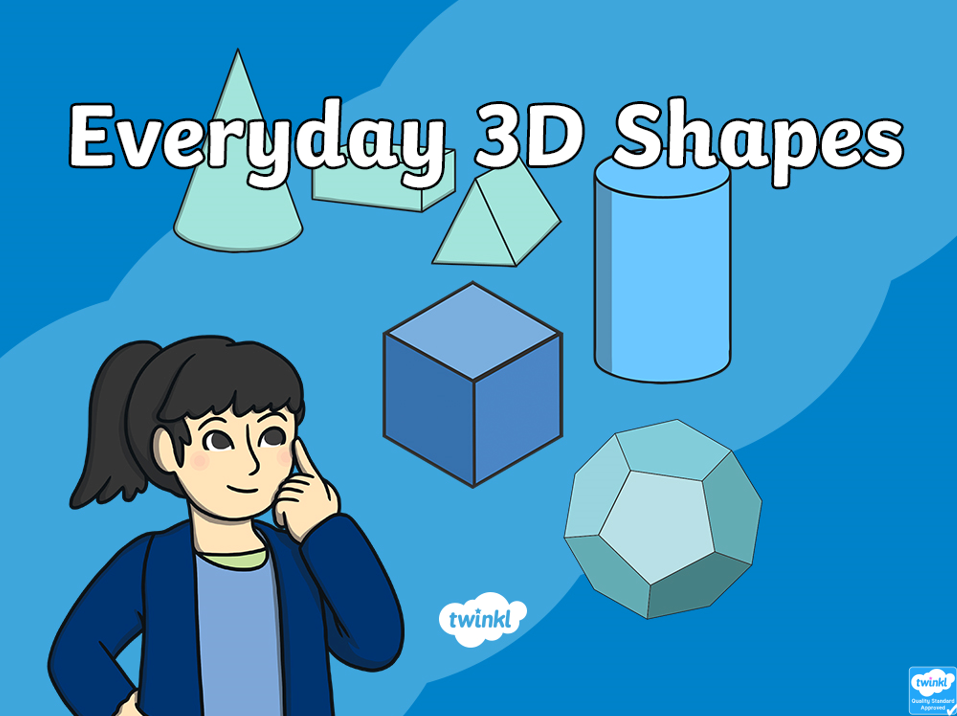 Everyday 3D Shapes
twinkl
twinkl
Quality Standard
Approved